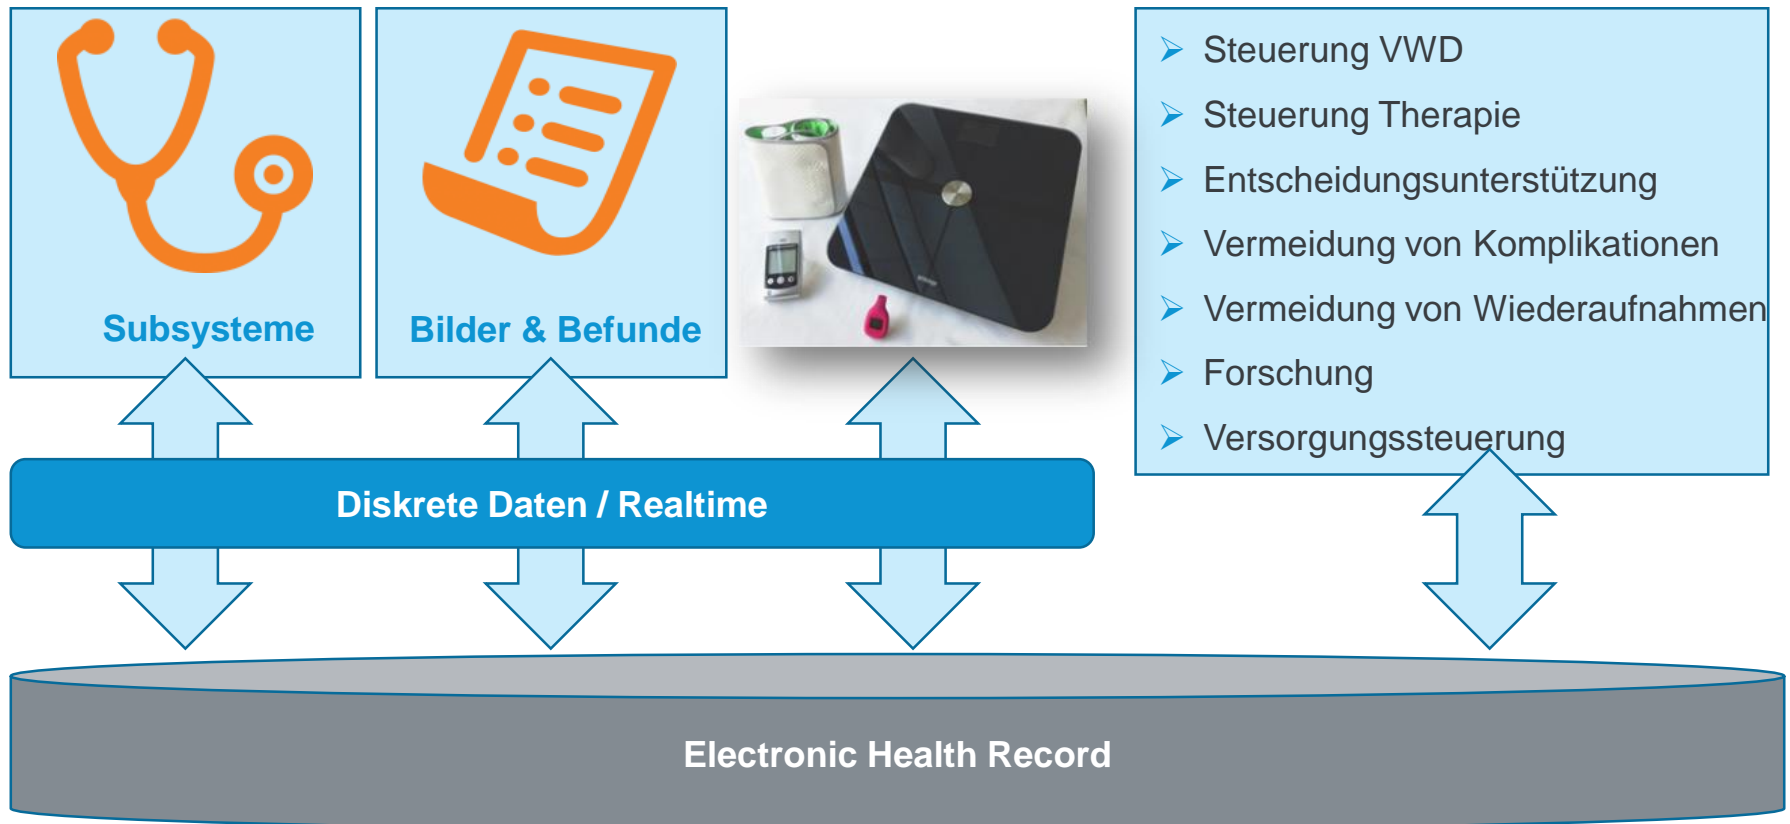 Subsysteme
Bilder & Befunde
Steuerung VWD
Steuerung Therapie
Entscheidungsunterstützung
Vermeidung von Komplikationen
Vermeidung von Wiederaufnahmen
Forschung
Versorgungssteuerung
Diskrete Daten / Realtime
Electronic Health Record